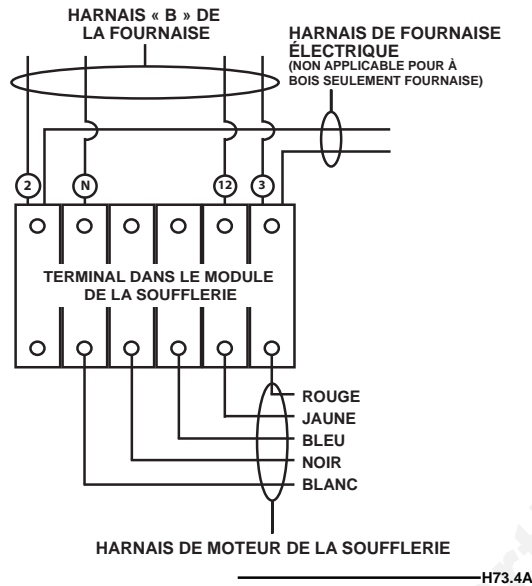 HARNAIS « B » DE
LA FOURNAISE
HARNAIS DE FOURNAISE
ÉLECTRIQUE
(NON APPLICABLE POUR À
BOIS SEULEMENT FOURNAISE)
2 N 12 3
TERMINAL DANS LE MODULE
DE LA SOUFFLERIE
ROUGE
JAUNE
BLEU
NOIR
BLANC
HARNAIS DE MOTEUR DE LA SOUFFLERIE
H73.4A